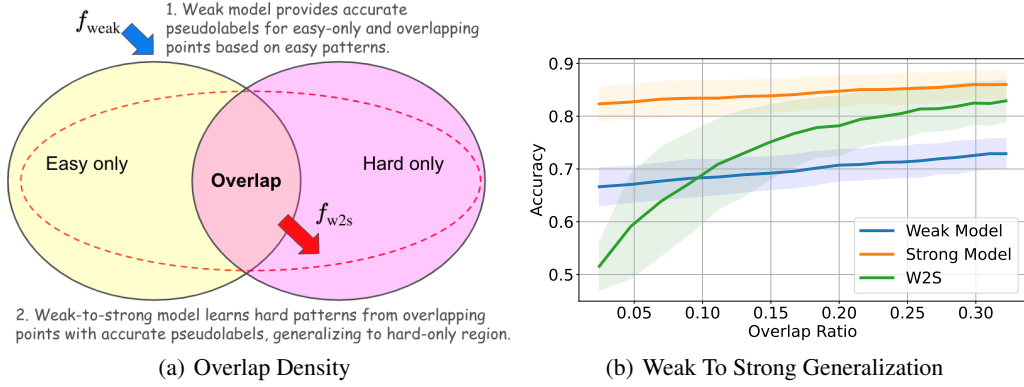 f_weak
1. Weak model provides accurate
pseudolabels for easy-only and overlapping
points based on easy patterns.
Easy only
Overlap
Hard only
f_w2s
2. Weak-to-strong model learns hard patterns from overlapping
points with accurate pseudolabels, generalizing to hard-only region.
(a) Overlap Density
0.9
0.8
0.7
0.6
0.5
Accuracy
Weak Model
Strong Model
W2S
0.05 0.10 0.15 0.20 0.25 0.30
Overlap Ratio
(b) Weak To Strong Generalization